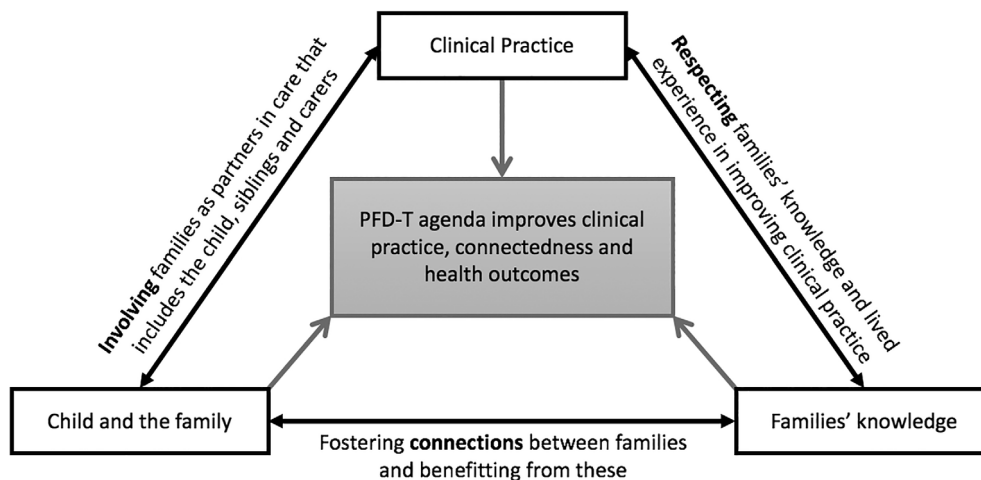 Clinical Practice
Involving families as partners in care that
includes the child, siblings and carers
Respecting families' knowledge and lived
experience in improving clinical practice
PFD-T agenda improves clinical
practice, connectedness and
health outcomes
Child and the family
Families' knowledge
Fostering connections between families
and benefitting from these